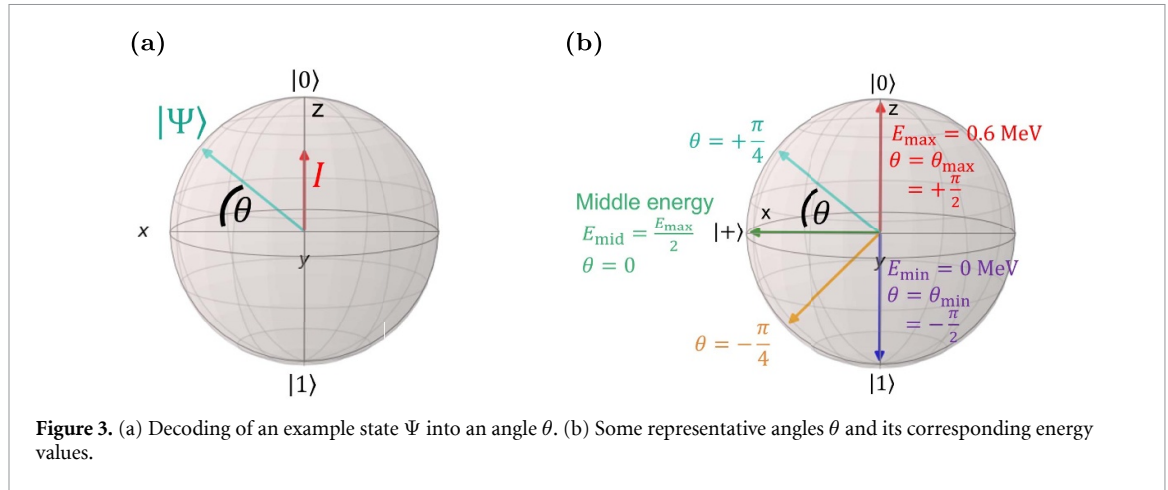 (a)
(b)
|0⟩
z
|Ψ⟩
I
θ
x
y
|1⟩
|0⟩
z
θ = +π/4
E_max = 0.6 MeV
θ = θ_max
= +π/2
Middle energy
E_mid = E_max/2
θ = 0
|+⟩
x
θ
y
E_min = 0 MeV
θ = θ_min
= −π/2
θ = −π/4
|1⟩
Figure 3. (a) Decoding of an example state Ψ into an angle θ. (b) Some representative angles θ and its corresponding energy
values.